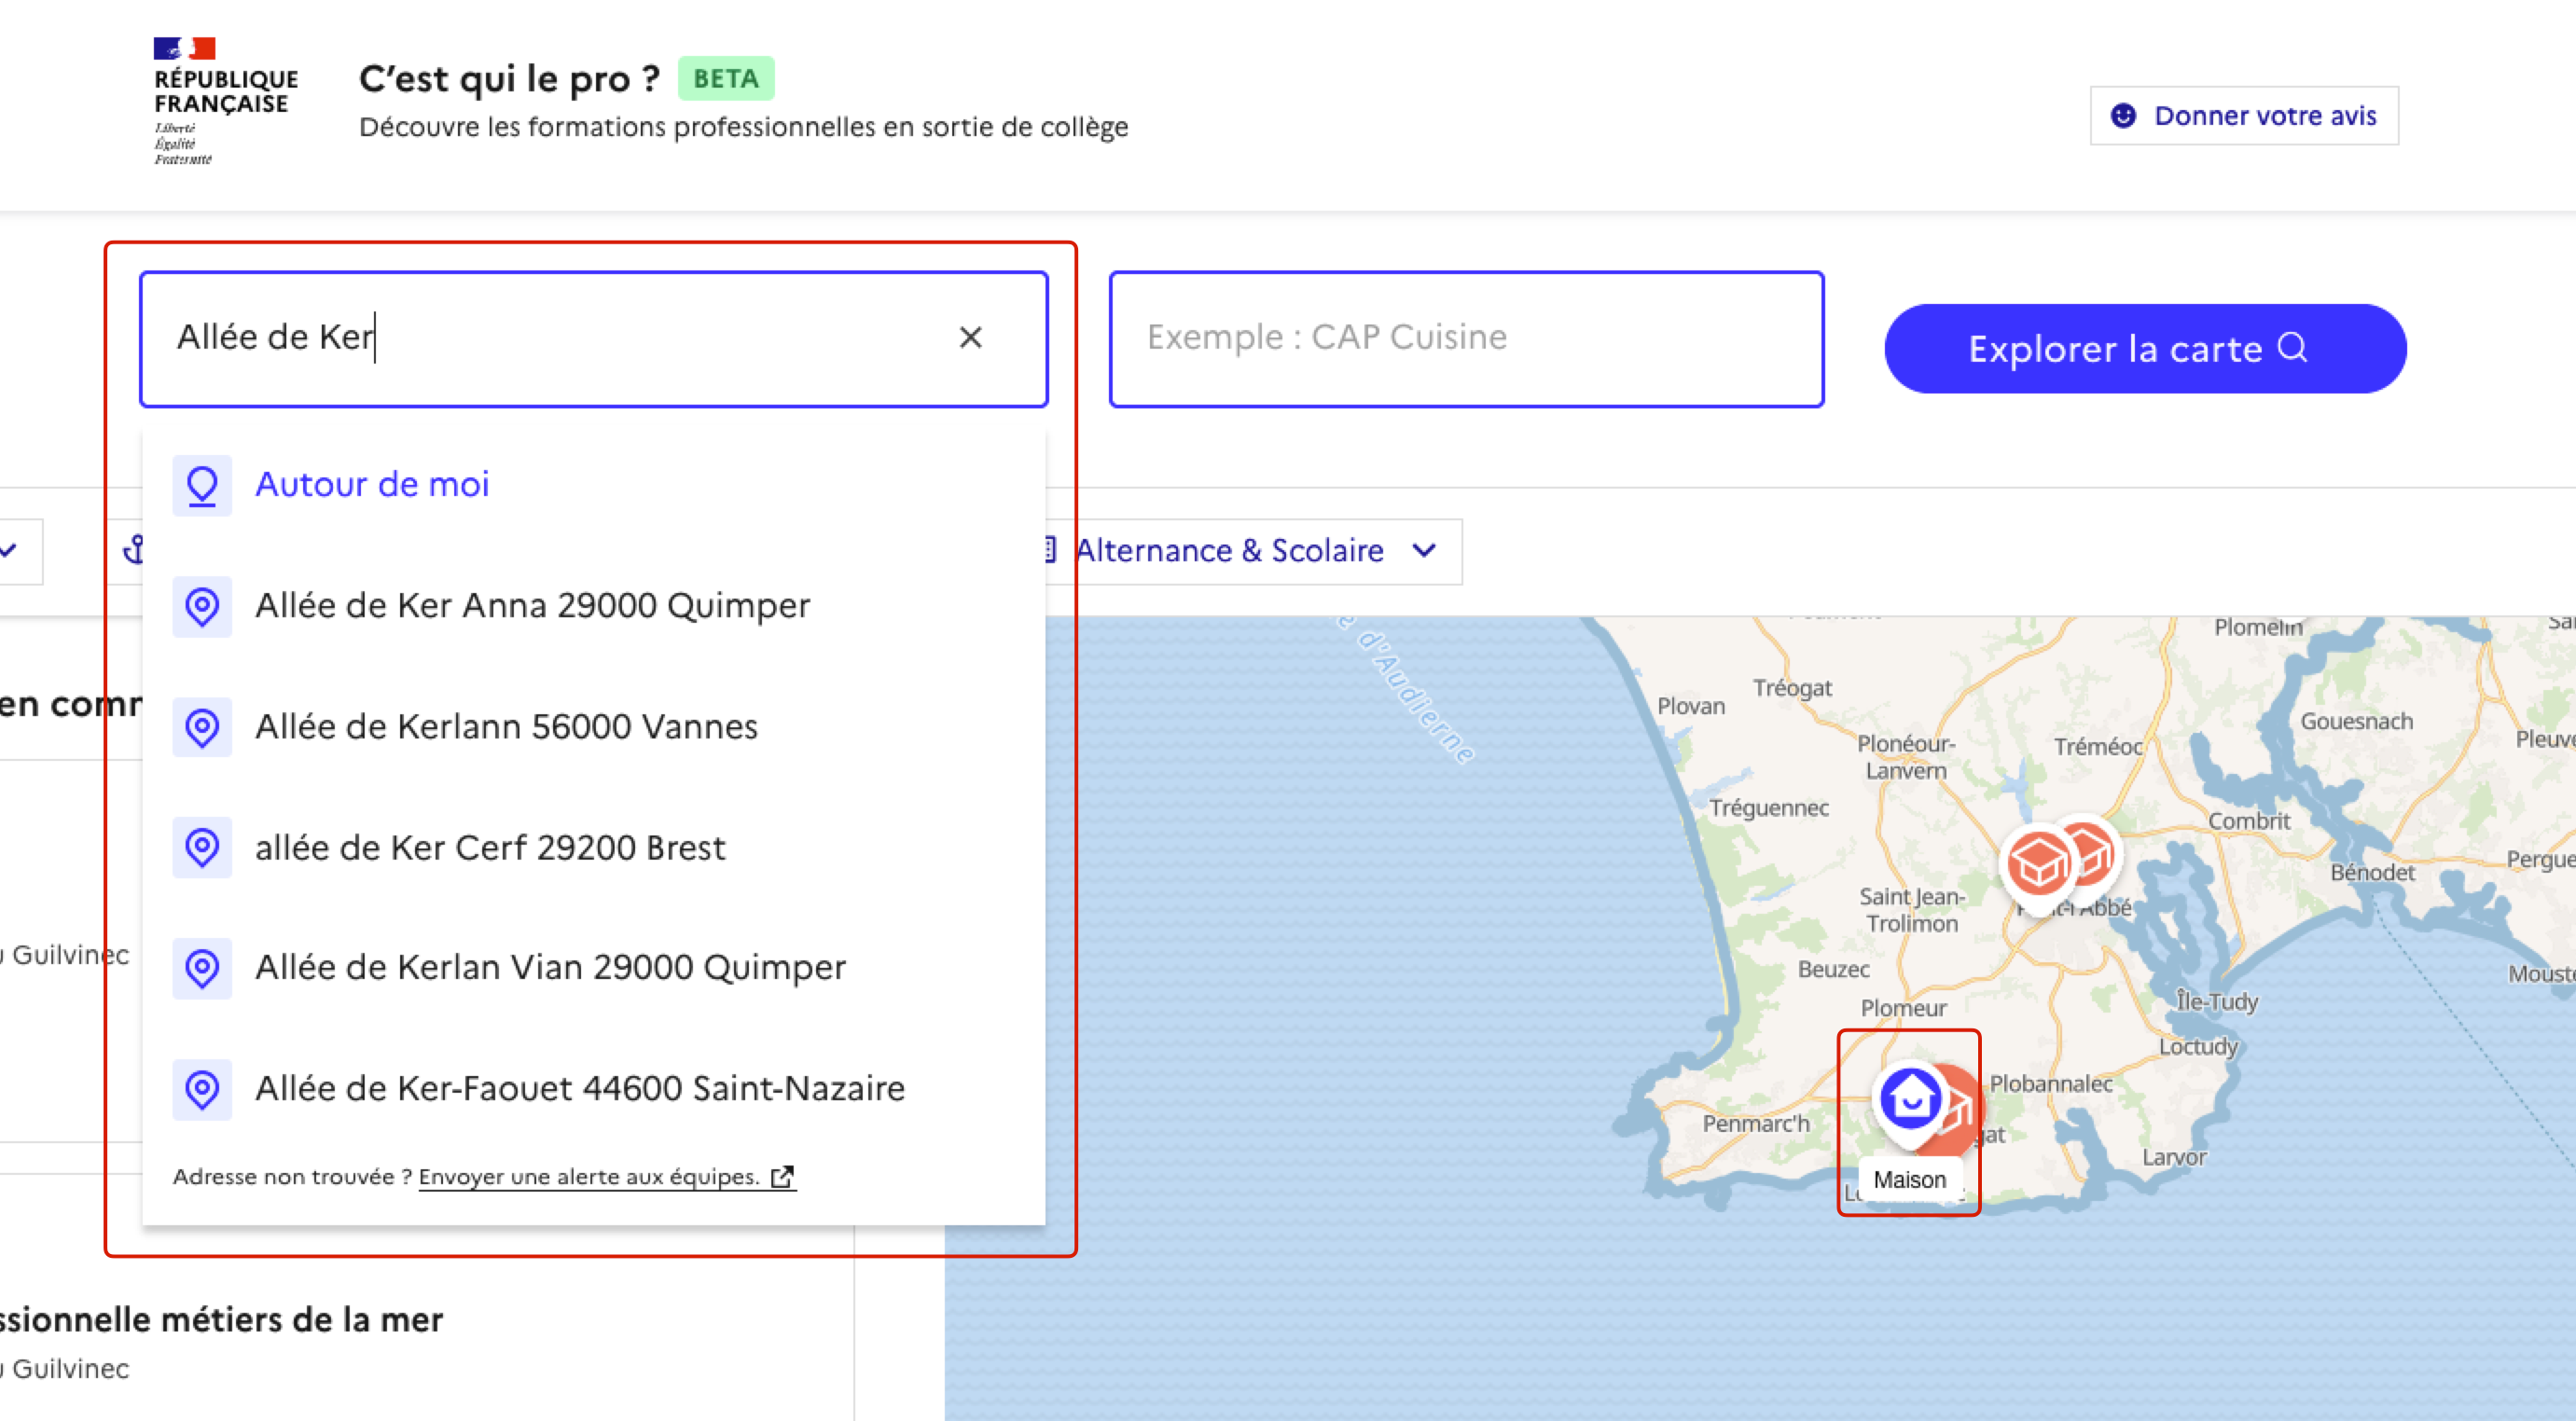 RÉPUBLIQUE
FRANÇAISE
Liberté
Égalité
Fraternité
C'est qui le pro ? BETA
Découvre les formations professionnelles en sortie de collège
Donner votre avis
Allée de Ker
Exemple : CAP Cuisine
Explorer la carte
Autour de moi
Allée de Ker Anna 29000 Quimper
Allée de Kerlann 56000 Vannes
allée de Ker Cerf 29200 Brest
Allée de Kerlan Vian 29000 Quimper
Allée de Ker-Faouet 44600 Saint-Nazaire
Adresse non trouvée ? Envoyer une alerte aux équipes.
Alternance & Scolaire
en comm
Guilvinec
ssionnelle métiers de la mer
Guilvinec
d'Audierne
Plomelin
Plovan
Tréogat
Plonéour-
Lanvern
Tréméoc
Gouesnach
Pleuve
Tréguennec
Combrit
Pergue
Bénodet
Saint Jean-
Trolimon
t-l'Abbé
Beuzec
Mouste
Île-Tudy
Plomeur
Loctudy
Plobannalec
Penmarc'h
gat
Larvor
Maison